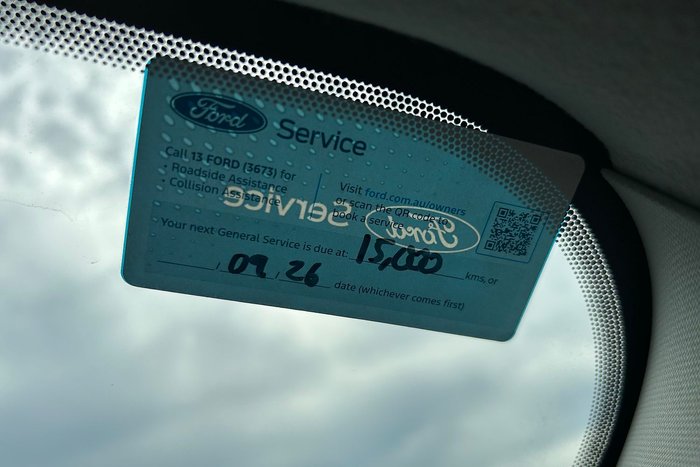 Ford Service
Call 13 FORD (3673) for
· Roadside Assistance
· Collision Assistance
Visit ford.com.au/owners
or scan the QR code to
book a service
Service Ford
Your next General Service is due at: 15,000 kms, or
/ 09 / 26 date (whichever comes first)